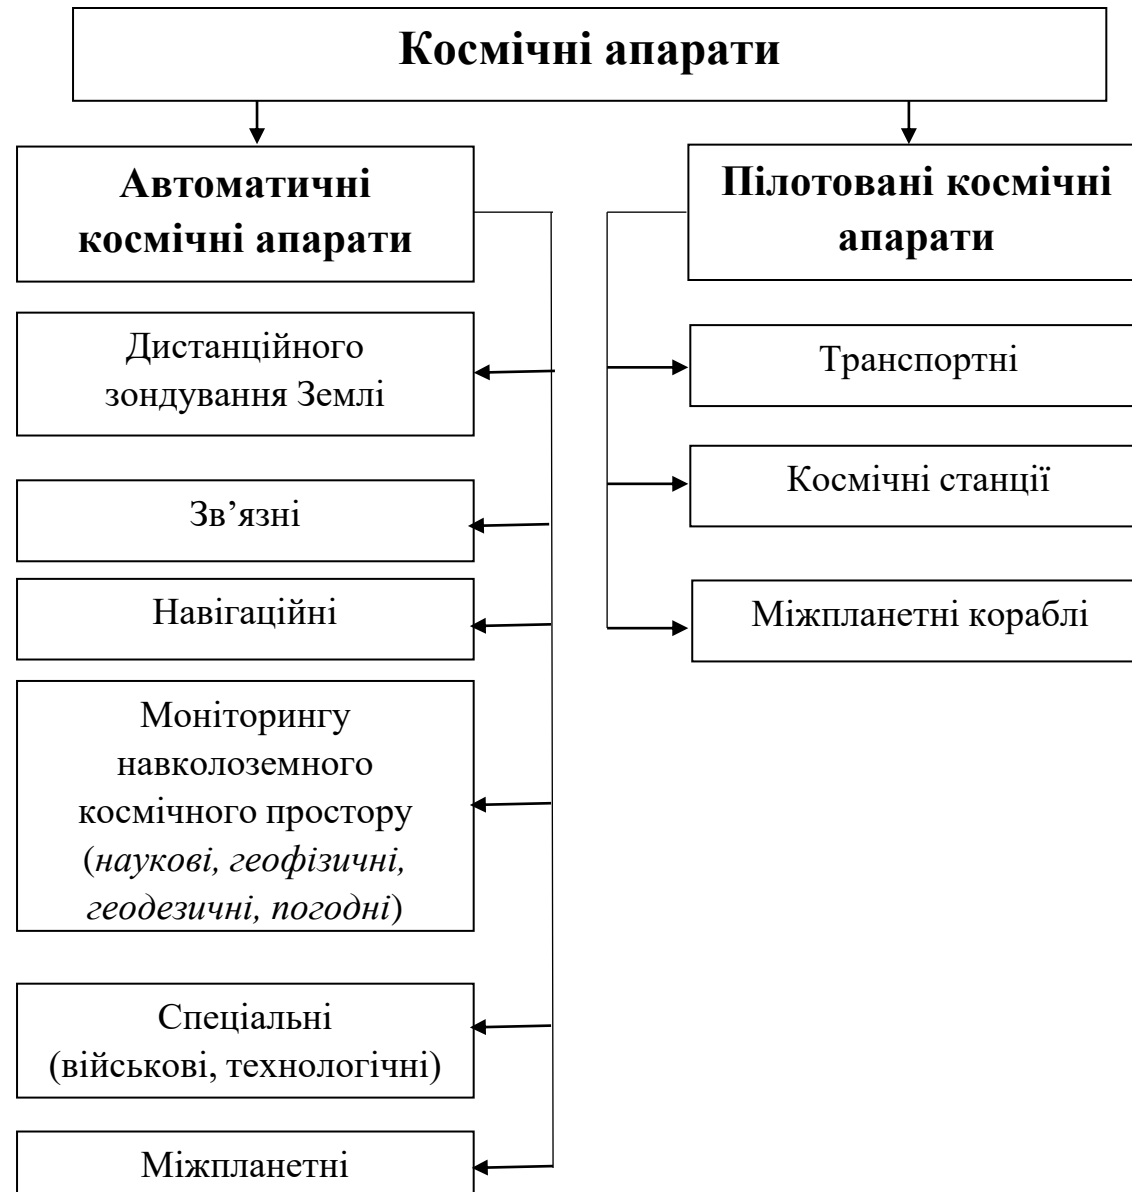 Космічні апарати
Автоматичні
космічні апарати
Дистанційного
зондування Землі
Зв’язні
Навігаційні
Моніторингу
навколоземного
космічного простору
(наукові, геофізичні,
геодезичні, погодні)
Спеціальні
(військові, технологічні)
Міжпланетні
Пілотовані космічні
апарати
Транспортні
Космічні станції
Міжпланетні кораблі